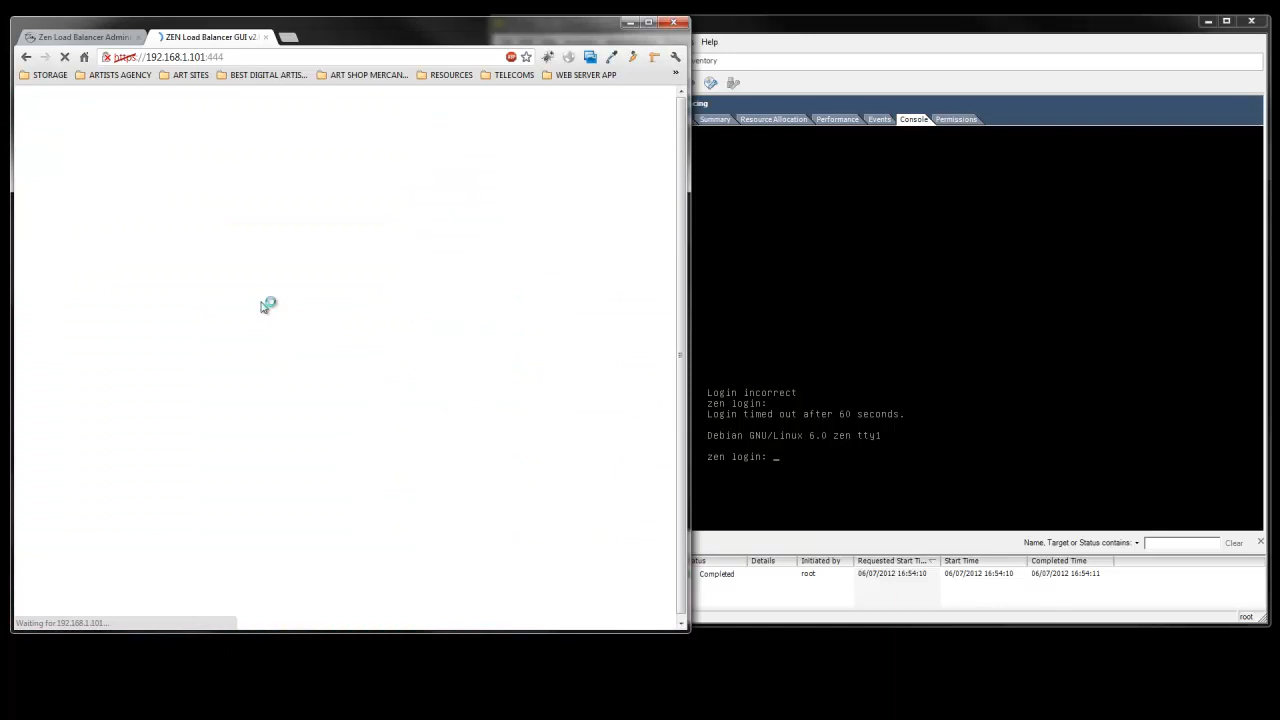 Zen Load Balancer Admini
ZEN Load Balancer GUI v2.
https://192.168.1.101:444
STORAGE
ARTISTS AGENCY
ART SITES
BEST DIGITAL ARTIS...
ART SHOP MERCAN...
RESOURCES
TELECOMS
WEB SERVER APP
»
Waiting for 192.168.1.101...
Help
ventory
cing
Summary
Resource Allocation
Performance
Events
Console
Permissions
Login incorrect
zen login:
Login timed out after 60 seconds.
Debian GNU/Linux 6.0 zen tty1
zen login: _
Name, Target or Status contains:
Clear
atus
Details
Initiated by
Requested Start Ti...
Start Time
Completed Time
Completed
root
06/07/2012 16:54:10
06/07/2012 16:54:10
06/07/2012 16:54:11
root